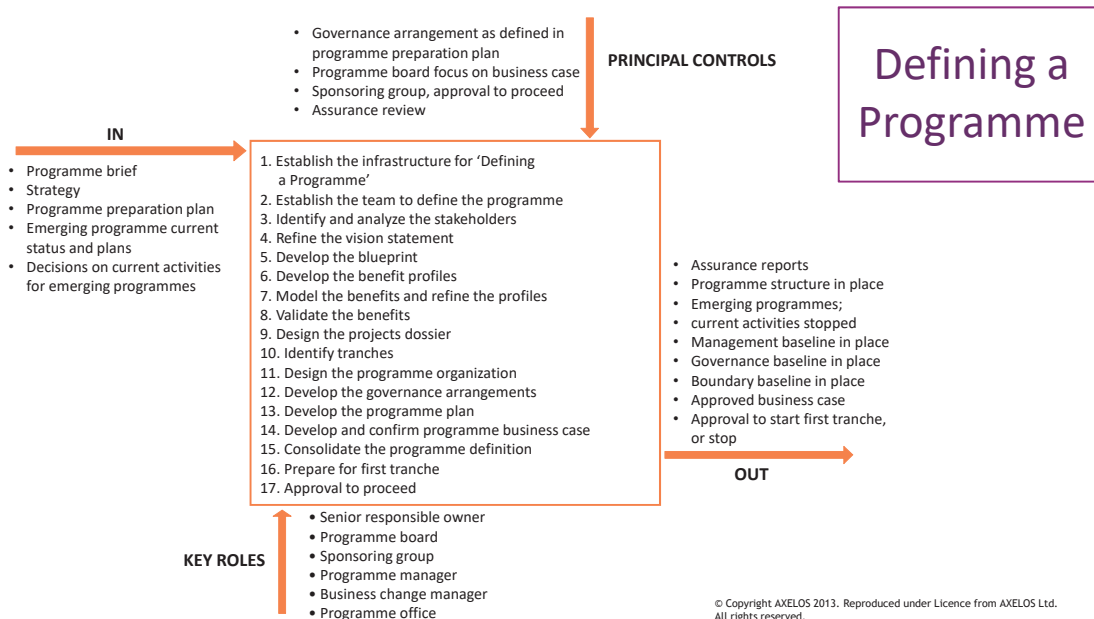 • Governance arrangement as defined in
programme preparation plan
• Programme board focus on business case
• Sponsoring group, approval to proceed
• Assurance review
PRINCIPAL CONTROLS
Defining a
Programme
IN
• Programme brief
• Strategy
• Programme preparation plan
• Emerging programme current
status and plans
• Decisions on current activities
for emerging programmes
1. Establish the infrastructure for ‘Defining
a Programme’
2. Establish the team to define the programme
3. Identify and analyze the stakeholders
4. Refine the vision statement
5. Develop the blueprint
6. Develop the benefit profiles
7. Model the benefits and refine the profiles
8. Validate the benefits
9. Design the projects dossier
10. Identify tranches
11. Design the programme organization
12. Develop the governance arrangements
13. Develop the programme plan
14. Develop and confirm programme business case
15. Consolidate the programme definition
16. Prepare for first tranche
17. Approval to proceed
• Assurance reports
• Programme structure in place
• Emerging programmes;
• current activities stopped
• Management baseline in place
• Governance baseline in place
• Boundary baseline in place
• Approved business case
• Approval to start first tranche,
or stop
OUT
KEY ROLES
• Senior responsible owner
• Programme board
• Sponsoring group
• Programme manager
• Business change manager
• Programme office
© Copyright AXELOS 2013. Reproduced under Licence from AXELOS Ltd.
All rights reserved.